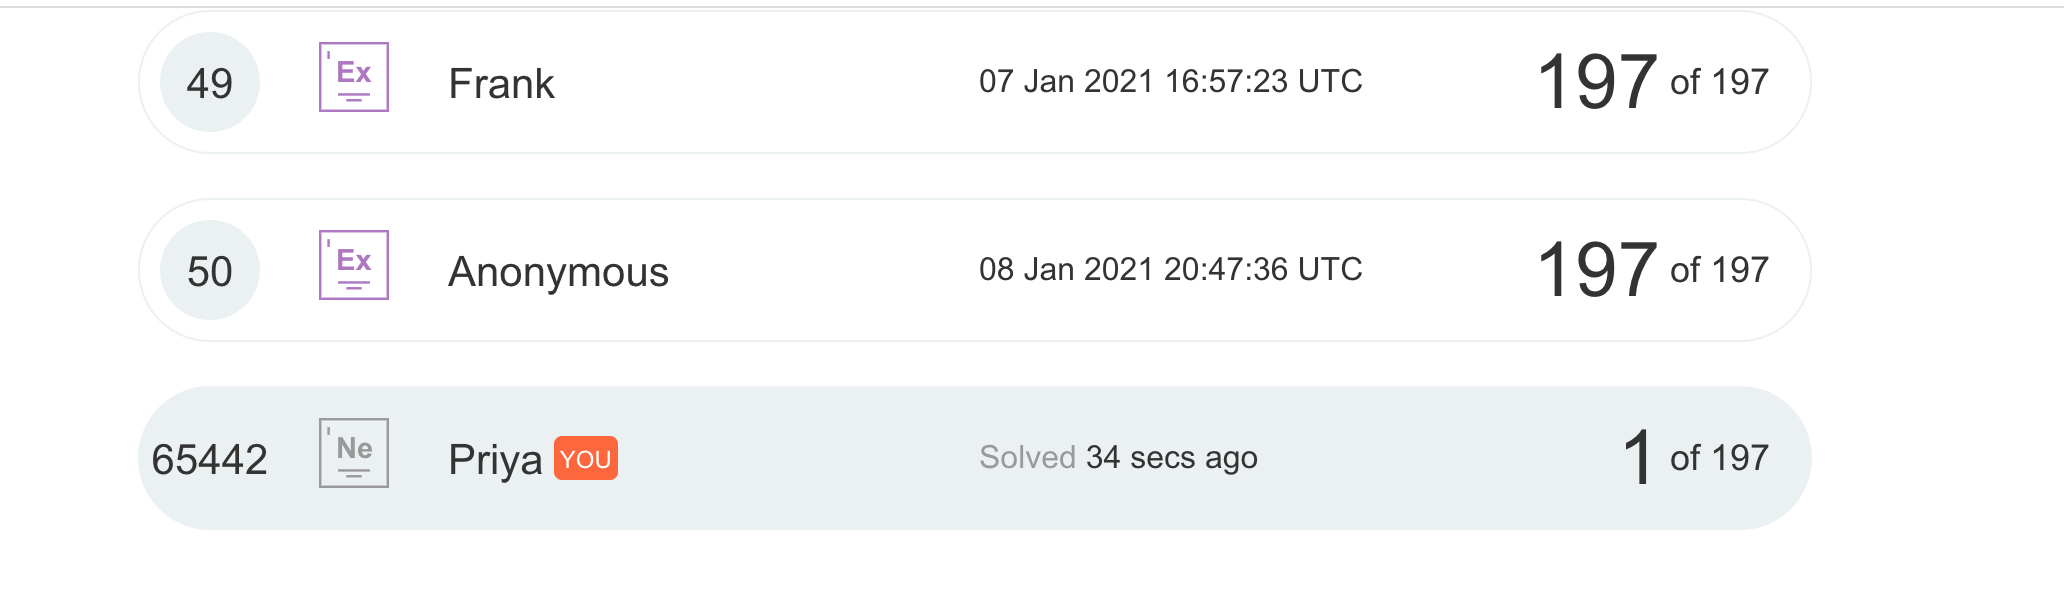 49 Ex Frank 07 Jan 2021 16:57:23 UTC 197 of 197
50 Ex Anonymous 08 Jan 2021 20:47:36 UTC 197 of 197
65442 Ne Priya YOU Solved 34 secs ago 1 of 197